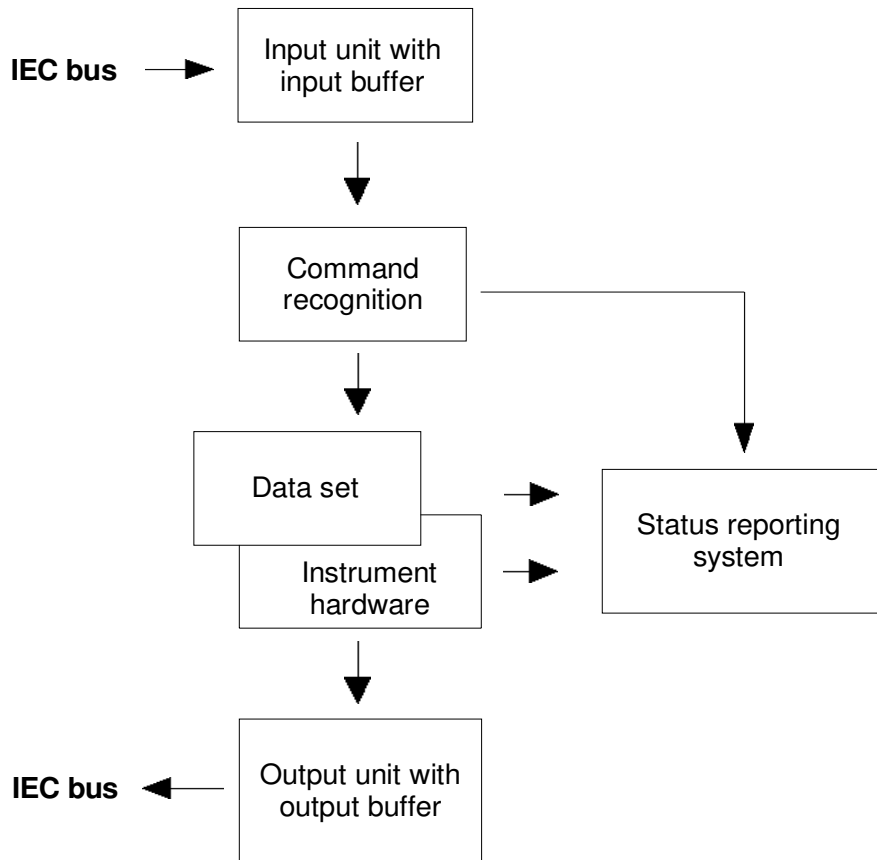 IEC bus
Input unit with
input buffer
Command
recognition
Data set
Instrument
hardware
Status reporting
system
IEC bus
Output unit with
output buffer